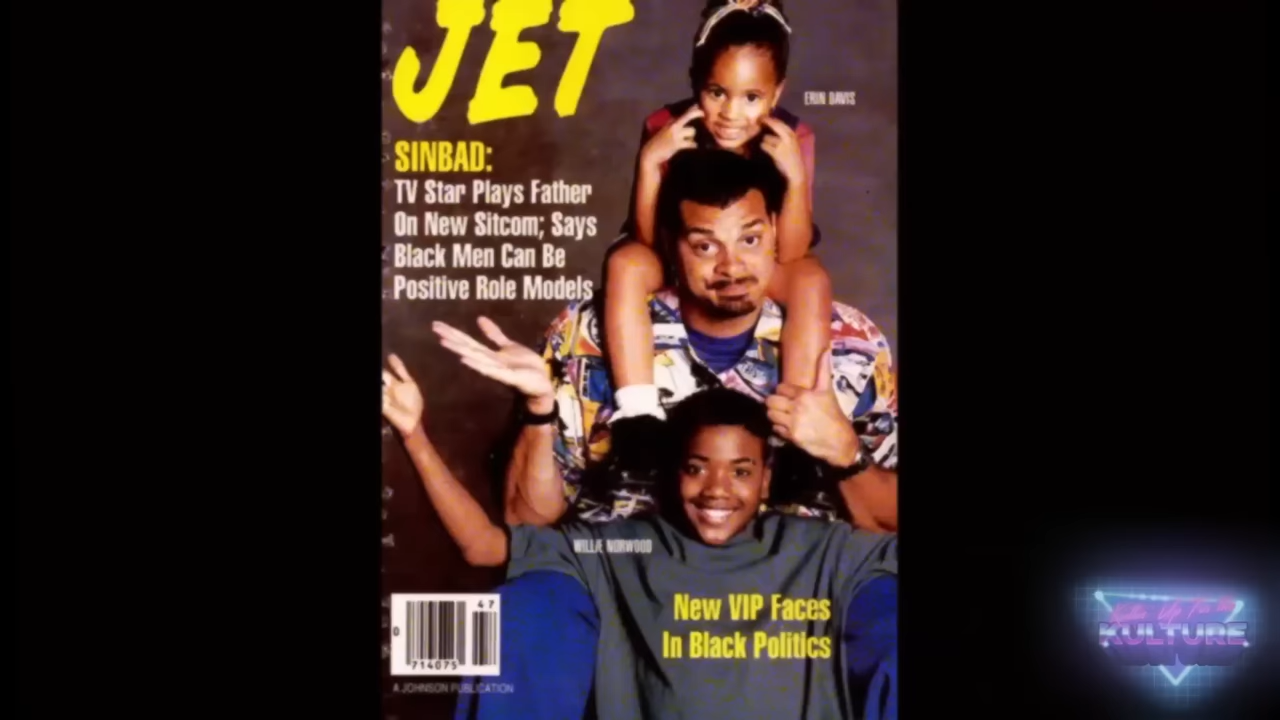 JET
ERIN DAVIS
SINBAD:
TV Star Plays Father
On New Sitcom; Says
Black Men Can Be
Positive Role Models
WILLIE NORWOOD
New VIP Faces
In Black Politics
47
0
714075
A JOHNSON PUBLICATION
KULTURE